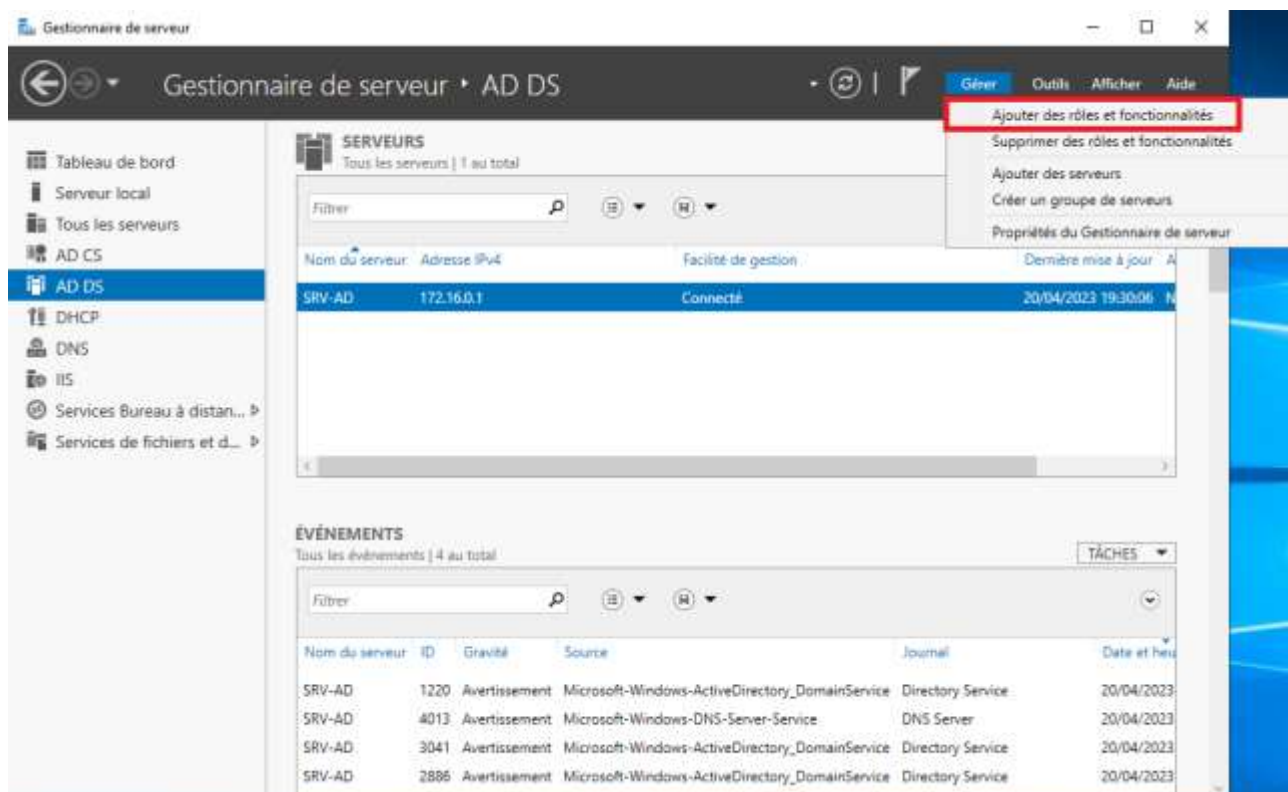 Gestionnaire de serveur
Gestionnaire de serveur ‣ AD DS
Gérer Outils Afficher Aide
Ajouter des rôles et fonctionnalités
Supprimer des rôles et fonctionnalités
Ajouter des serveurs
Créer un groupe de serveurs
Propriétés du Gestionnaire de serveur
Tableau de bord
Serveur local
Tous les serveurs
AD CS
AD DS
DHCP
DNS
IIS
Services Bureau à distan...
Services de fichiers et d...
SERVEURS
Tous les serveurs | 1 au total
Filtrer
Nom du serveur Adresse IPv4 Facilité de gestion Dernière mise à jour A
SRV-AD 172.16.0.1 Connecté 20/04/2023 19:30:06 N
ÉVÉNEMENTS
Tous les événements | 4 au total
TÂCHES
Filtrer
Nom du serveur ID Gravité Source Journal Date et heu
SRV-AD 1220 Avertissement Microsoft-Windows-ActiveDirectory_DomainService Directory Service 20/04/2023
SRV-AD 4013 Avertissement Microsoft-Windows-DNS-Server-Service DNS Server 20/04/2023
SRV-AD 3041 Avertissement Microsoft-Windows-ActiveDirectory_DomainService Directory Service 20/04/2023
SRV-AD 2886 Avertissement Microsoft-Windows-ActiveDirectory_DomainService Directory Service 20/04/2023